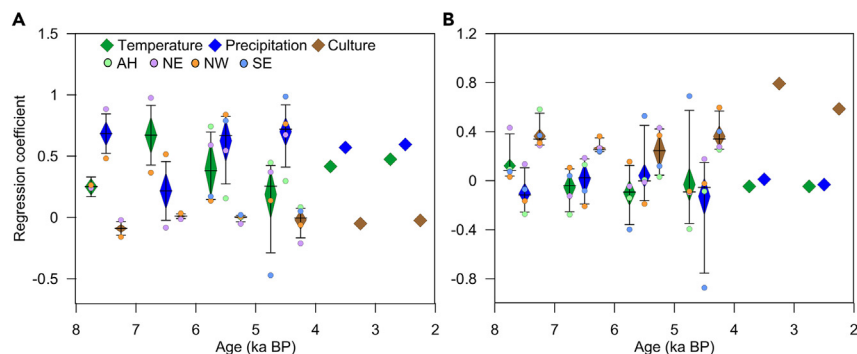 A
B
Temperature Precipitation Culture
AH NE NW SE
Regression coefficient
1.5
1
0.5
0
-0.5
8 7 6 5 4 3 2
Age (ka BP)
1.2
0.8
0.4
0
-0.4
-0.8
8 7 6 5 4 3 2
Age (ka BP)